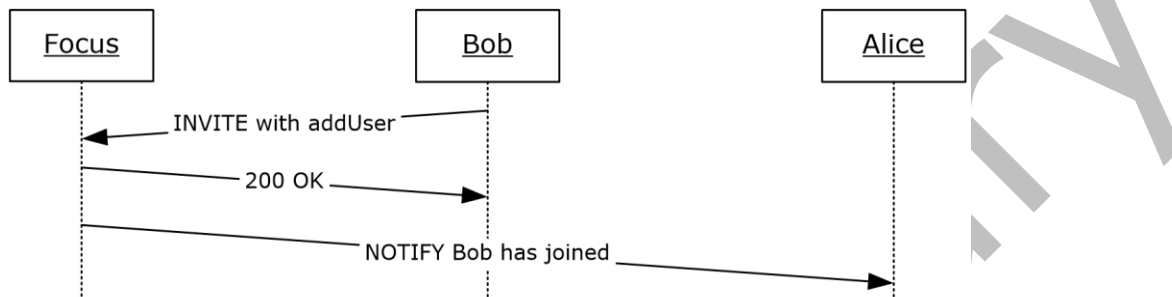 Focus
Bob
Alice
INVITE with addUser
200 OK
NOTIFY Bob has joined